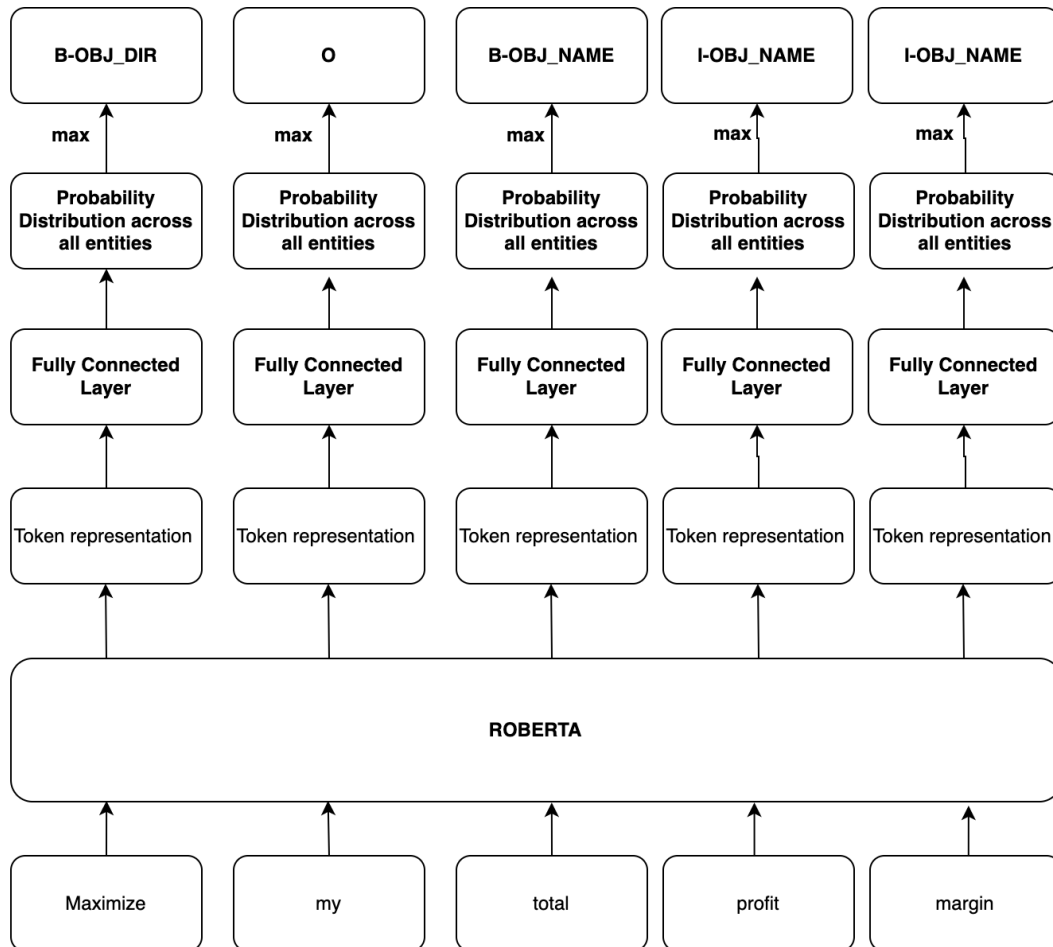 B-OBJ_DIR
O
B-OBJ_NAME
I-OBJ_NAME
I-OBJ_NAME
max
max
max
max
max
Probability
Distribution across
all entities
Probability
Distribution across
all entities
Probability
Distribution across
all entities
Probability
Distribution across
all entities
Probability
Distribution across
all entities
Fully Connected
Layer
Fully Connected
Layer
Fully Connected
Layer
Fully Connected
Layer
Fully Connected
Layer
Token representation
Token representation
Token representation
Token representation
Token representation
ROBERTA
Maximize
my
total
profit
margin